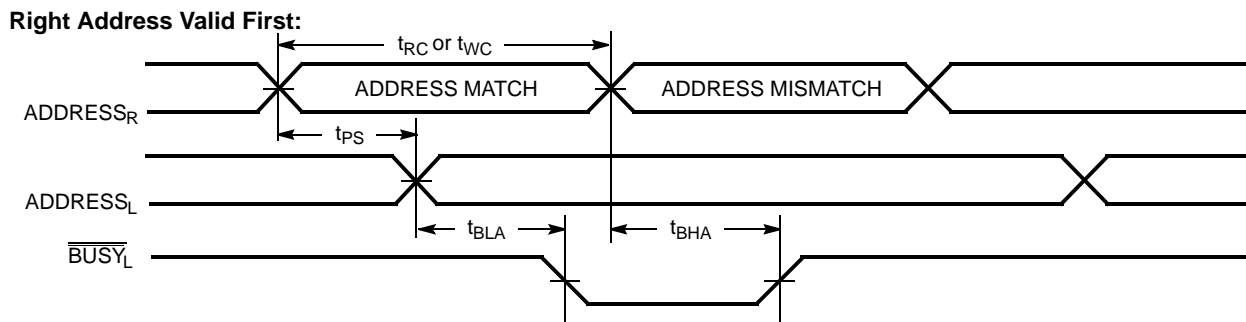 Right Address Valid First:
tRC or tWC
ADDRESS MATCH
ADDRESS MISMATCH
ADDRESSR
tPS
ADDRESSL
tBLA
tBHA
BUSYL